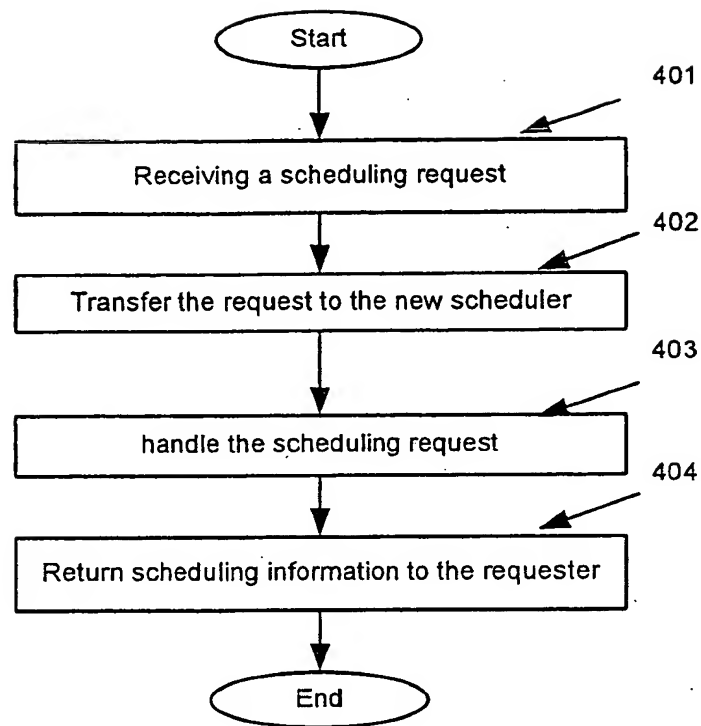 Start
401
Receiving a scheduling request
402
Transfer the request to the new scheduler
403
handle the scheduling request
404
Return scheduling information to the requester
End